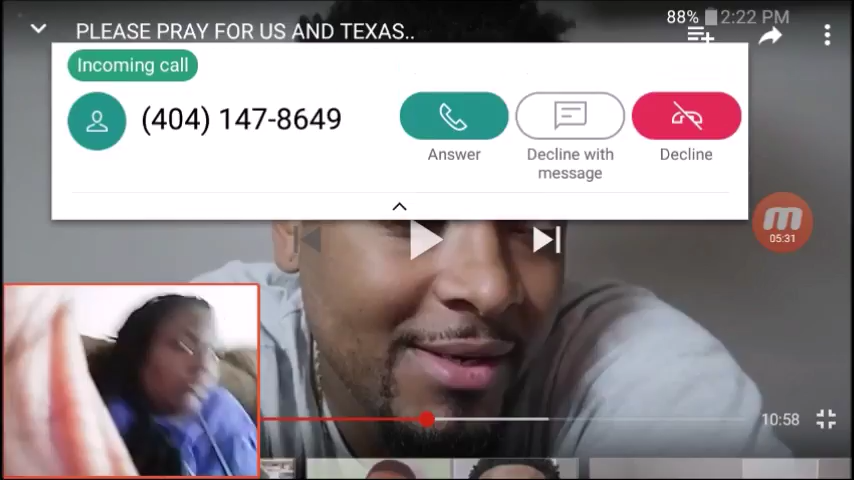 88% 2:22 PM
PLEASE PRAY FOR US AND TEXAS..
Incoming call
(404) 147-8649
Answer
Decline with
message
Decline
05:31
10:58